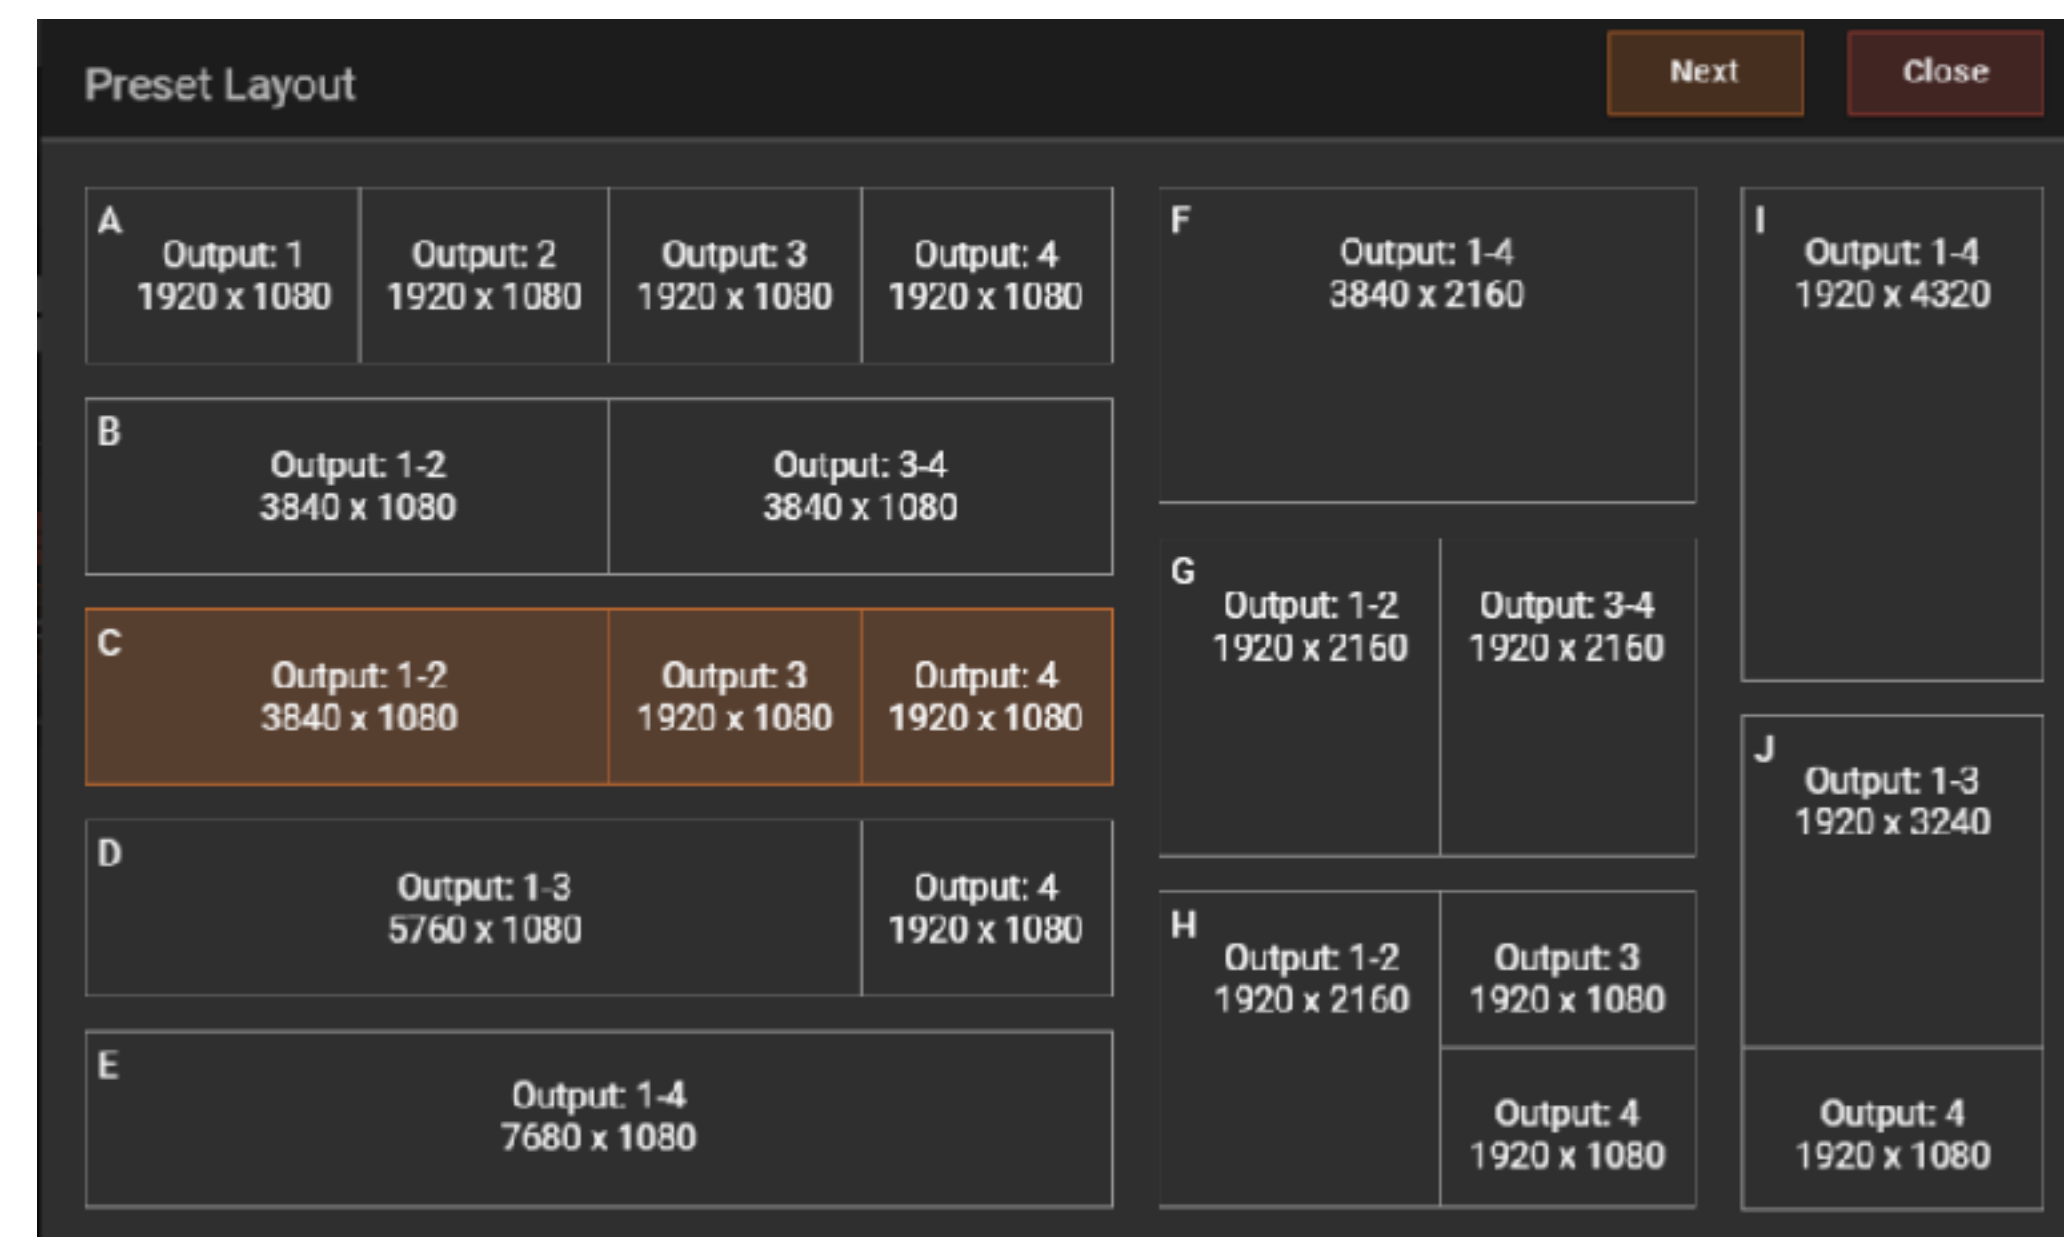 Preset Layout
Next
Close
A
Output: 1
1920 x 1080
Output: 2
1920 x 1080
Output: 3
1920 x 1080
Output: 4
1920 x 1080
B
Output: 1-2
3840 x 1080
Output: 3-4
3840 x 1080
C
Output: 1-2
3840 x 1080
Output: 3
1920 x 1080
Output: 4
1920 x 1080
D
Output: 1-3
5760 x 1080
Output: 4
1920 x 1080
E
Output: 1-4
7680 x 1080
F
Output: 1-4
3840 x 2160
G
Output: 1-2
1920 x 2160
Output: 3-4
1920 x 2160
H
Output: 1-2
1920 x 2160
Output: 3
1920 x 1080
Output: 4
1920 x 1080
I
Output: 1-4
1920 x 4320
J
Output: 1-3
1920 x 3240
Output: 4
1920 x 1080